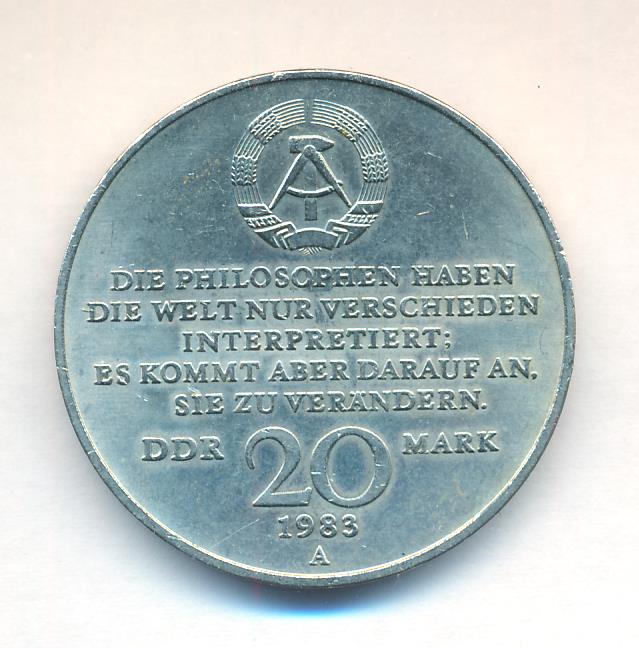 DIE PHILOSOPHEN HABEN
DIE WELT NUR VERSCHIEDEN
INTERPRETIERT;
ES KOMMT ABER DARAUF AN,
SIE ZU VERÄNDERN.
DDR 20 MARK
1983
A